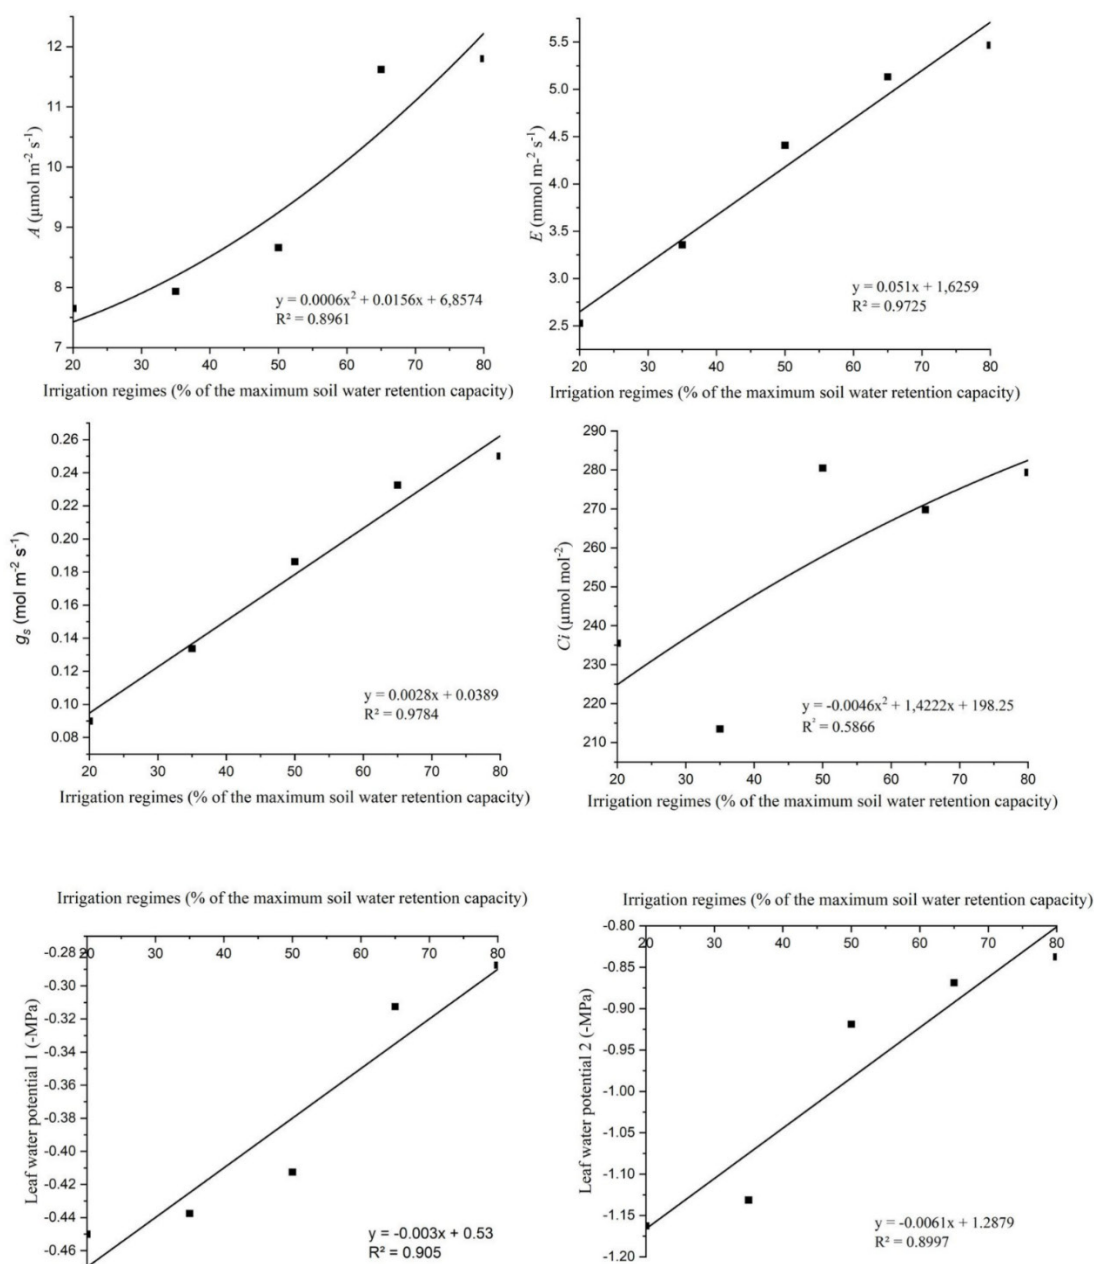 12
11
10
9
8
7
A (µmol m⁻² s⁻¹)
y = 0.0006x² + 0.0156x + 6,8574
R² = 0.8961
20 30 40 50 60 70 80
Irrigation regimes (% of the maximum soil water retention capacity)
5.5
5.0
4.5
4.0
3.5
3.0
2.5
E (mmol m-² s⁻¹)
y = 0.051x + 1,6259
R² = 0.9725
20 30 40 50 60 70 80
Irrigation regimes (% of the maximum soil water retention capacity)
0.26
0.24
0.22
0.20
0.18
0.16
0.14
0.12
0.10
0.08
gs (mol m⁻² s⁻¹)
y = 0.0028x + 0.0389
R² = 0.9784
20 30 40 50 60 70 80
Irrigation regimes (% of the maximum soil water retention capacity)
290
280
270
260
250
240
230
220
210
Ci (µmol mol⁻²)
y = -0.0046x² + 1,4222x + 198.25
R² = 0.5866
20 30 40 50 60 70 80
Irrigation regimes (% of the maximum soil water retention capacity)
Irrigation regimes (% of the maximum soil water retention capacity)
20 30 40 50 60 70 80
-0.28
-0.30
-0.32
-0.34
-0.36
-0.38
-0.40
-0.42
-0.44
-0.46
Leaf water potential 1 (-MPa)
y = -0.003x + 0.53
R² = 0.905
Irrigation regimes (% of the maximum soil water retention capacity)
20 30 40 50 60 70 80
-0.80
-0.85
-0.90
-0.95
-1.00
-1.05
-1.10
-1.15
-1.20
Leaf water potential 2 (-MPa)
y = -0.0061x + 1.2879
R² = 0.8997